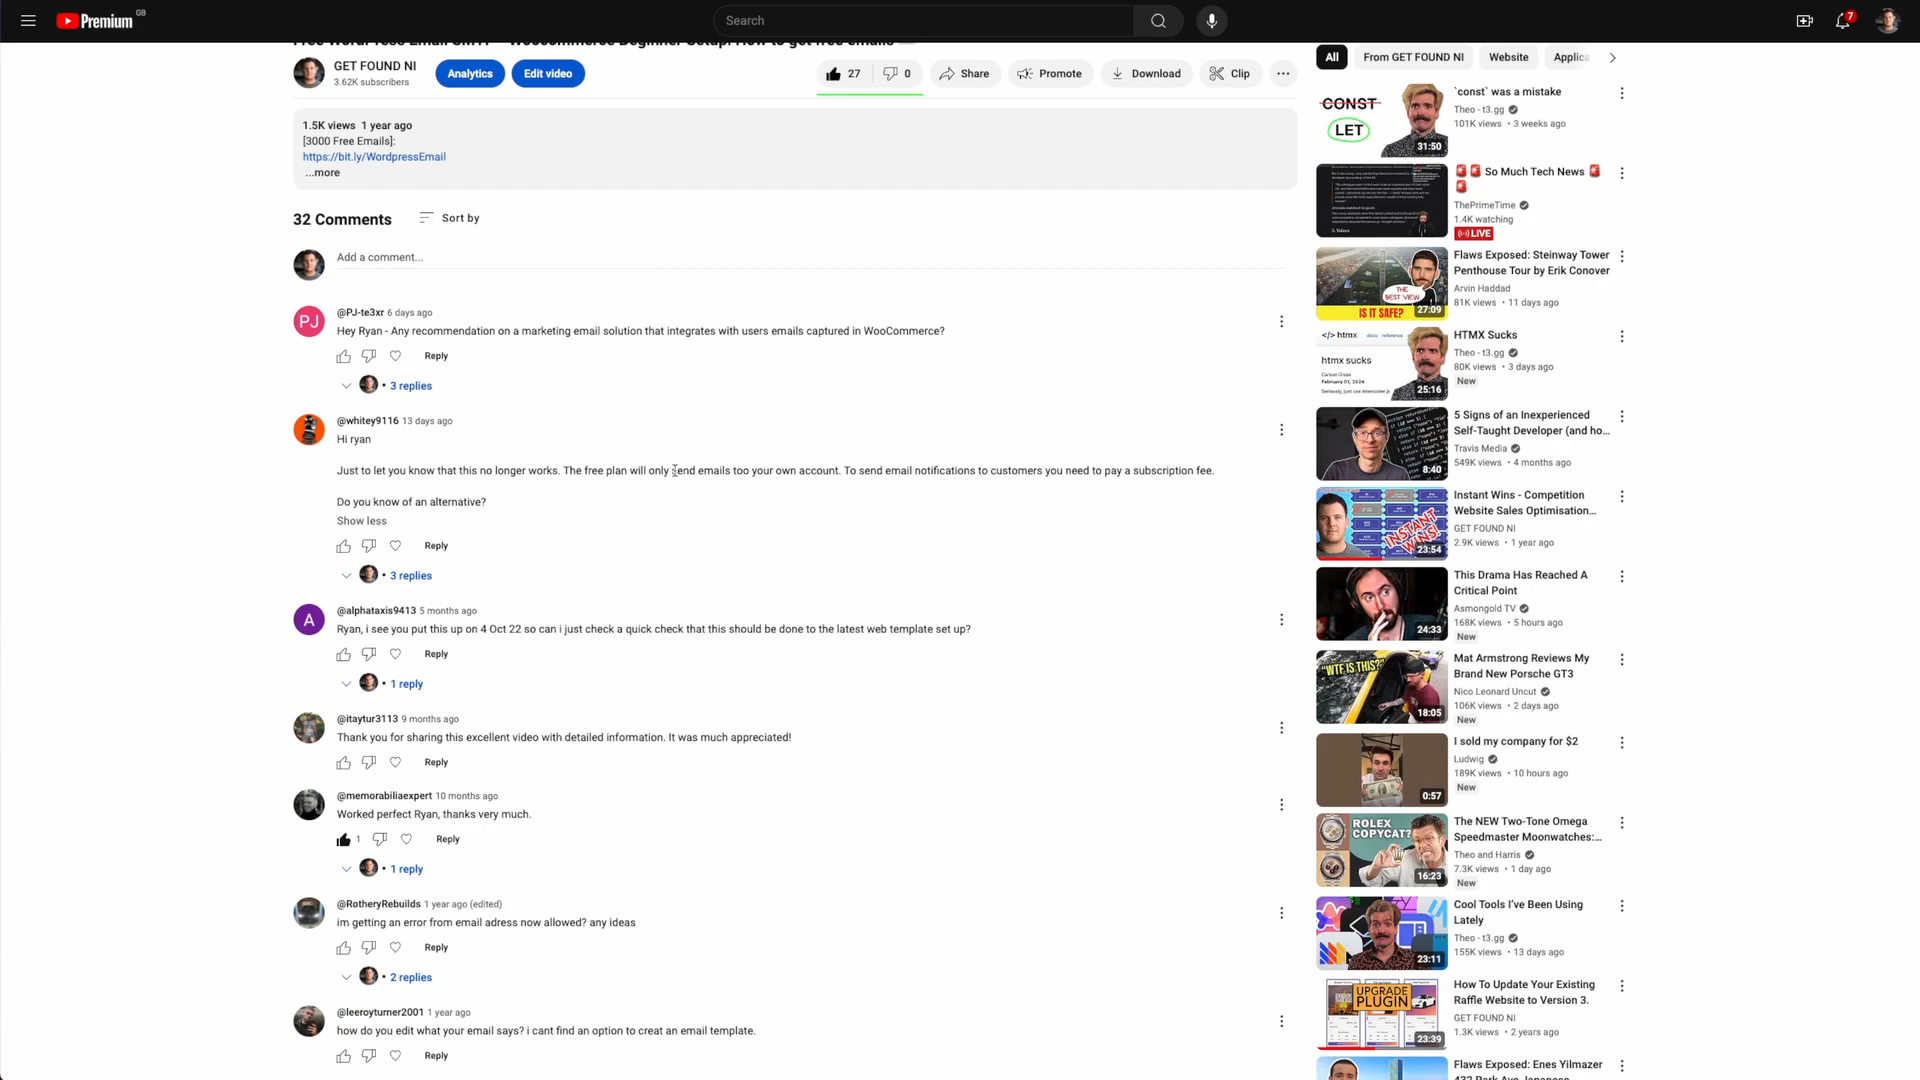 Premium GB
Search
7
GET FOUND NI
3.62K subscribers
Analytics
Edit video
27
0
Share
Promote
Download
Clip
1.5K views 1 year ago
[3000 Free Emails]:
https://bit.ly/WordpressEmail
...more
32 Comments
Sort by
Add a comment...
@PJ-te3xr 6 days ago
PJ
Hey Ryan - Any recommendation on a marketing email solution that integrates with users emails captured in WooCommerce?
Reply
• 3 replies
@whitey9116 13 days ago
Hi ryan
Just to let you know that this no longer works. The free plan will only send emails too your own account. To send email notifications to customers you need to pay a subscription fee.
Do you know of an alternative?
Show less
Reply
• 3 replies
@alphataxis9413 5 months ago
A
Ryan, i see you put this up on 4 Oct 22 so can i just check a quick check that this should be done to the latest web template set up?
Reply
• 1 reply
@itaytur3113 9 months ago
Thank you for sharing this excellent video with detailed information. It was much appreciated!
Reply
@memorabiliaexpert 10 months ago
Worked perfect Ryan, thanks very much.
1
Reply
• 1 reply
@RotheryRebuilds 1 year ago (edited)
im getting an error from email adress now allowed? any ideas
Reply
• 2 replies
@leeroyturner2001 1 year ago
how do you edit what your email says? i cant find an option to creat an email template.
Reply
All
From GET FOUND NI
Website
Applica
CONST
LET
31:50
`const` was a mistake
Theo - t3.gg
101K views • 3 weeks ago
So Much Tech News
ThePrimeTime
1.4K watching
LIVE
THE BEST VIEW
IS IT SAFE?
27:09
Flaws Exposed: Steinway Tower
Penthouse Tour by Erik Conover
Arvin Haddad
81K views • 11 days ago
</> htmx
docs
htmx sucks
Carson Gross
February 01, 2024
25:16
HTMX Sucks
Theo - t3.gg
80K views • 3 days ago
New
8:40
5 Signs of an Inexperienced
Self-Taught Developer (and ho...
Travis Media
549K views • 4 months ago
INSTANT
WINS!
23:54
Instant Wins - Competition
Website Sales Optimisation...
GET FOUND NI
2.9K views • 1 year ago
24:33
This Drama Has Reached A
Critical Point
Asmongold TV
168K views • 5 hours ago
New
"WTF IS THIS?"
18:05
Mat Armstrong Reviews My
Brand New Porsche GT3
Nico Leonard Uncut
106K views • 2 days ago
New
0:57
I sold my company for $2
Ludwig
189K views • 10 hours ago
New
ROLEX
COPYCAT?
16:23
The NEW Two-Tone Omega
Speedmaster Moonwatches:...
Theo and Harris
7.3K views • 1 day ago
New
23:11
Cool Tools I've Been Using
Lately
Theo - t3.gg
155K views • 13 days ago
UPGRADE
PLUGIN
23:39
How To Update Your Existing
Raffle Website to Version 3.
GET FOUND NI
1.3K views • 2 years ago
Flaws Exposed: Enes Yilmazer